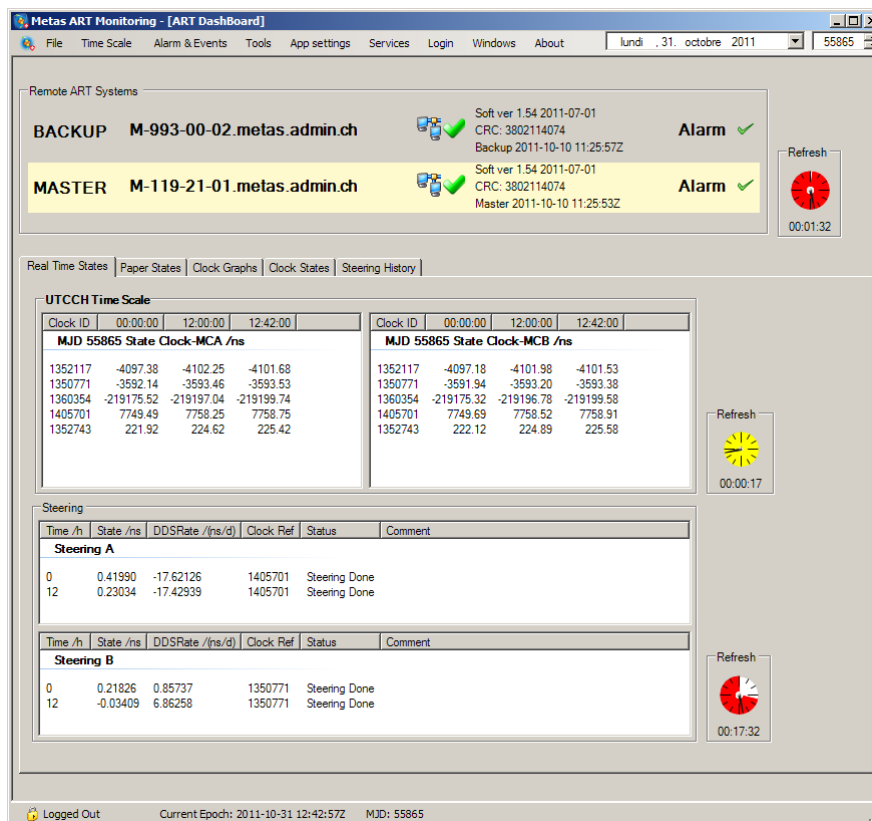 Metas ART Monitoring - [ART DashBoard]
File Time Scale Alarm & Events Tools App settings Services Login Windows About lundi , 31. octobre 2011 55865
Remote ART Systems
BACKUP M-993-00-02.metas.admin.ch
Soft ver 1.54 2011-07-01
CRC: 3802114074
Backup 2011-10-10 11:25:57Z
Alarm
MASTER M-119-21-01.metas.admin.ch
Soft ver 1.54 2011-07-01
CRC: 3802114074
Master 2011-10-10 11:25:53Z
Alarm
Refresh
00:01:32
Real Time States Paper States Clock Graphs Clock States Steering History
UTCCH Time Scale
Clock ID 00:00:00 12:00:00 12:42:00
MJD 55865 State Clock-MCA /ns
1352117 -4097.38 -4102.25 -4101.68
1350771 -3592.14 -3593.46 -3593.53
1360354 -219175.52 -219197.04 -219199.74
1405701 7749.49 7758.25 7758.75
1352743 221.92 224.62 225.42
Clock ID 00:00:00 12:00:00 12:42:00
MJD 55865 State Clock-MCB /ns
1352117 -4097.18 -4101.98 -4101.53
1350771 -3591.94 -3593.20 -3593.38
1360354 -219175.32 -219196.78 -219199.58
1405701 7749.69 7758.52 7758.91
1352743 222.12 224.89 225.58
Refresh
00:00:17
Steering
Time /h State /ns DDSRate /(ns/d) Clock Ref Status Comment
Steering A
0 0.41990 -17.62126 1405701 Steering Done
12 0.23034 -17.42939 1405701 Steering Done
Time /h State /ns DDSRate /(ns/d) Clock Ref Status Comment
Steering B
0 0.21826 0.85737 1350771 Steering Done
12 -0.03409 6.86258 1350771 Steering Done
Refresh
00:17:32
Logged Out Current Epoch: 2011-10-31 12:42:57Z MJD: 55865